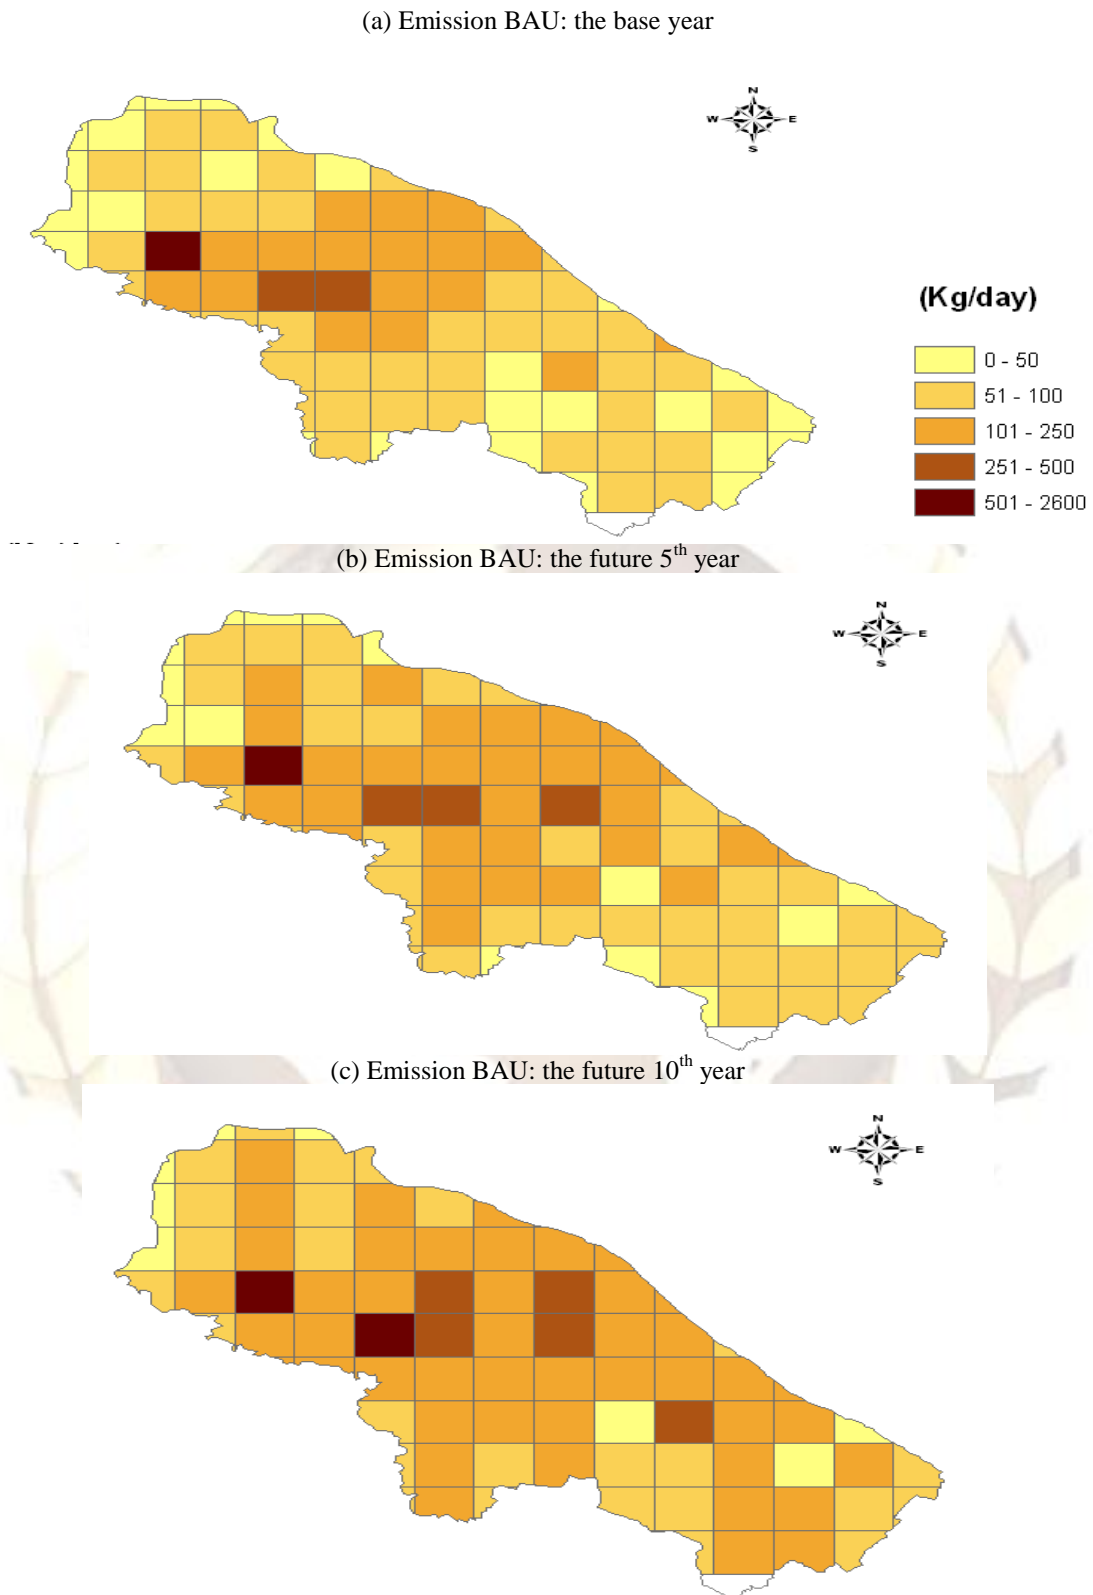 (a) Emission BAU: the base year
N
W E
S
(Kg/day)
0 - 50
51 - 100
101 - 250
251 - 500
501 - 2600
(b) Emission BAU: the future 5th year
N
W E
S
(c) Emission BAU: the future 10th year
N
W E
S